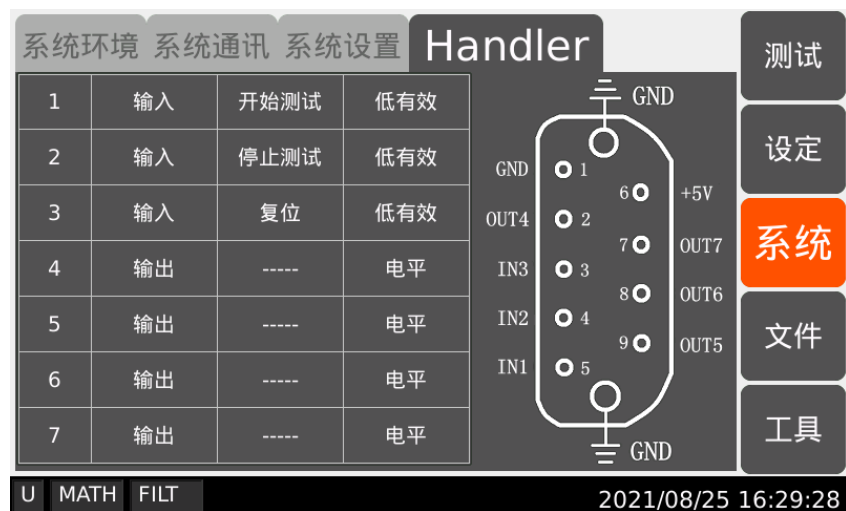 系统环境 系统通讯 系统设置 Handler
1 输入 开始测试 低有效
2 输入 停止测试 低有效
3 输入 复位 低有效
4 输出 ----- 电平
5 输出 ----- 电平
6 输出 ----- 电平
7 输出 ----- 电平
GND
GND 1
6 +5V
OUT4 2
7 OUT7
IN3 3
8 OUT6
IN2 4
9 OUT5
IN1 5
GND
测试
设定
系统
文件
工具
U MATH FILT 2021/08/25 16:29:28